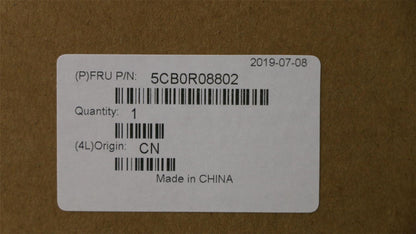 2019-07-08
(P)FRU P/N: 5CB0R08802
Quantity: 1
(4L)Origin: CN
Made in CHINA